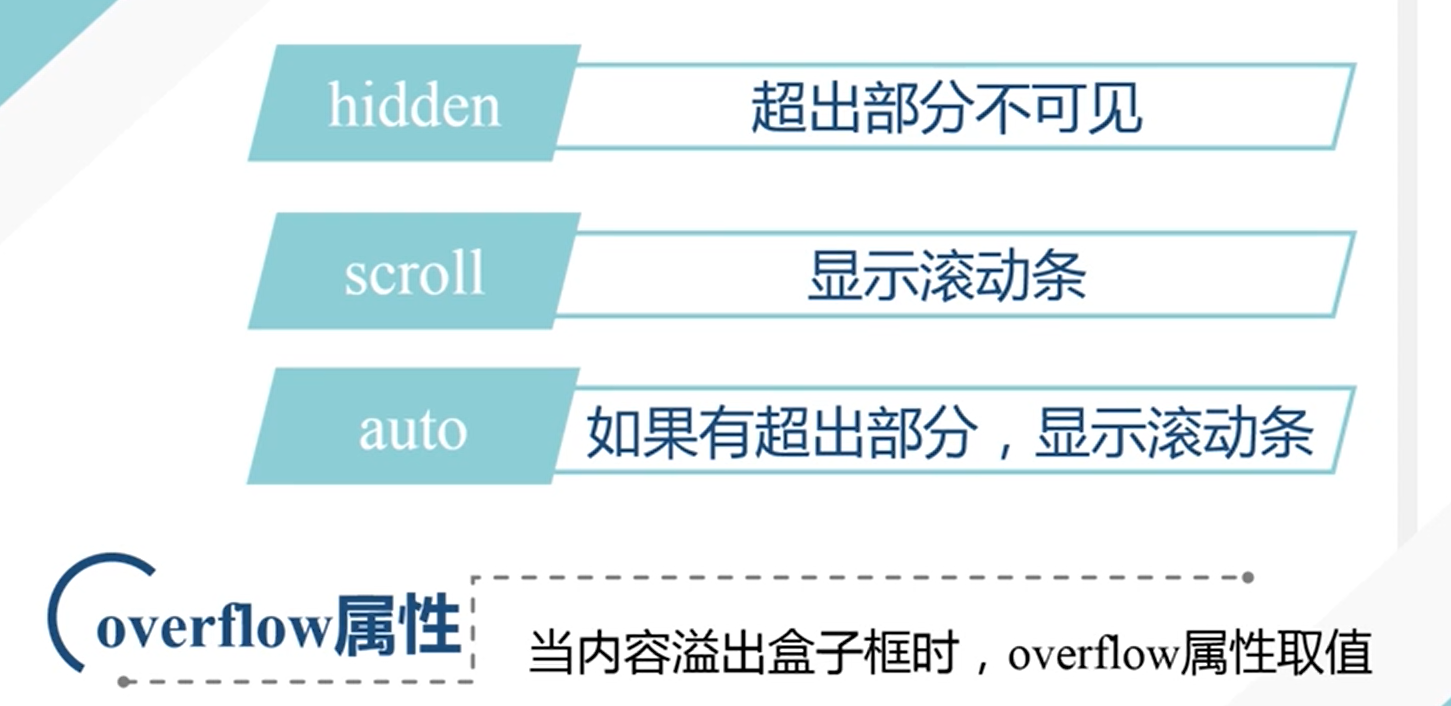 hidden
超出部分不可见
scroll
显示滚动条
auto
如果有超出部分，显示滚动条
overflow属性
当内容溢出盒子框时，overflow属性取值